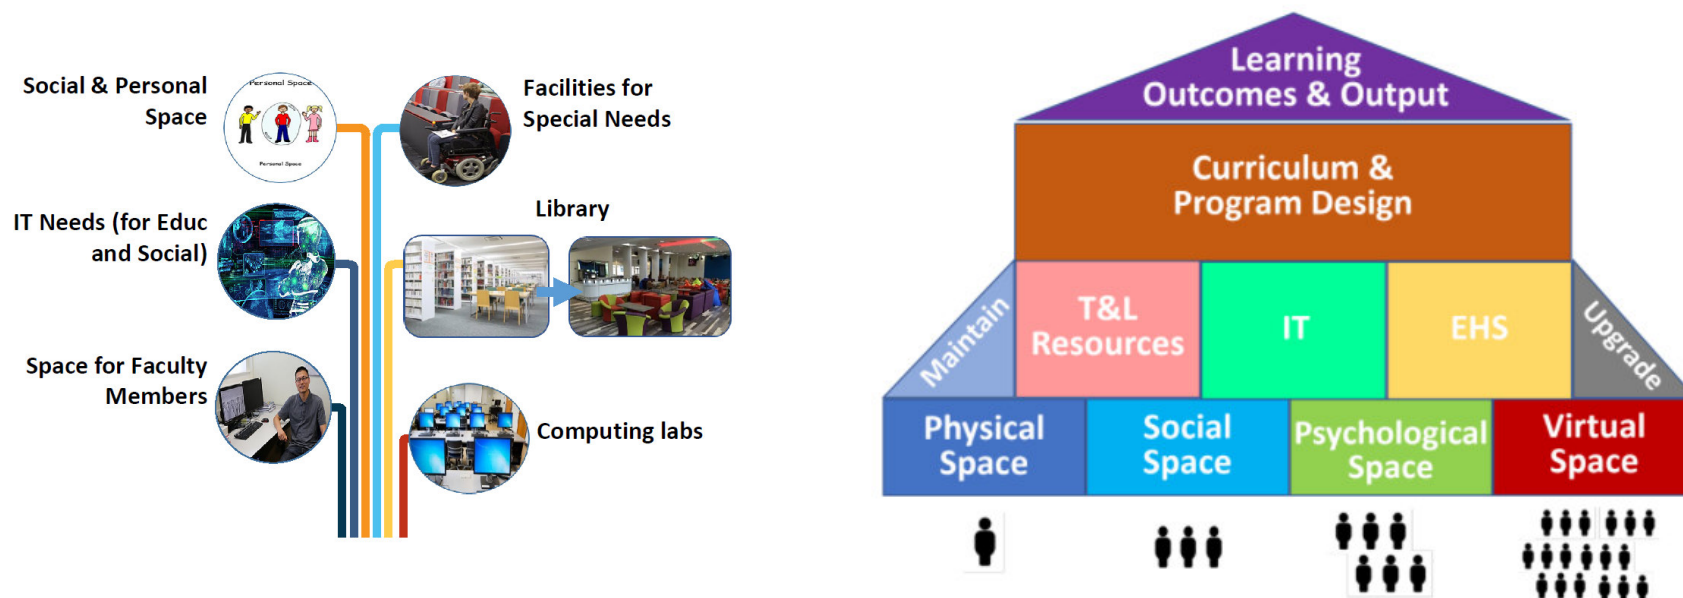 Social & Personal
Space
Personal Space
Personal Space
Facilities for
Special Needs
IT Needs (for Educ
and Social)
Library
Space for Faculty
Members
Computing labs
Learning
Outcomes & Output
Curriculum &
Program Design
Maintain
T&L
Resources
IT
EHS
Upgrade
Physical
Space
Social
Space
Psychological
Space
Virtual
Space